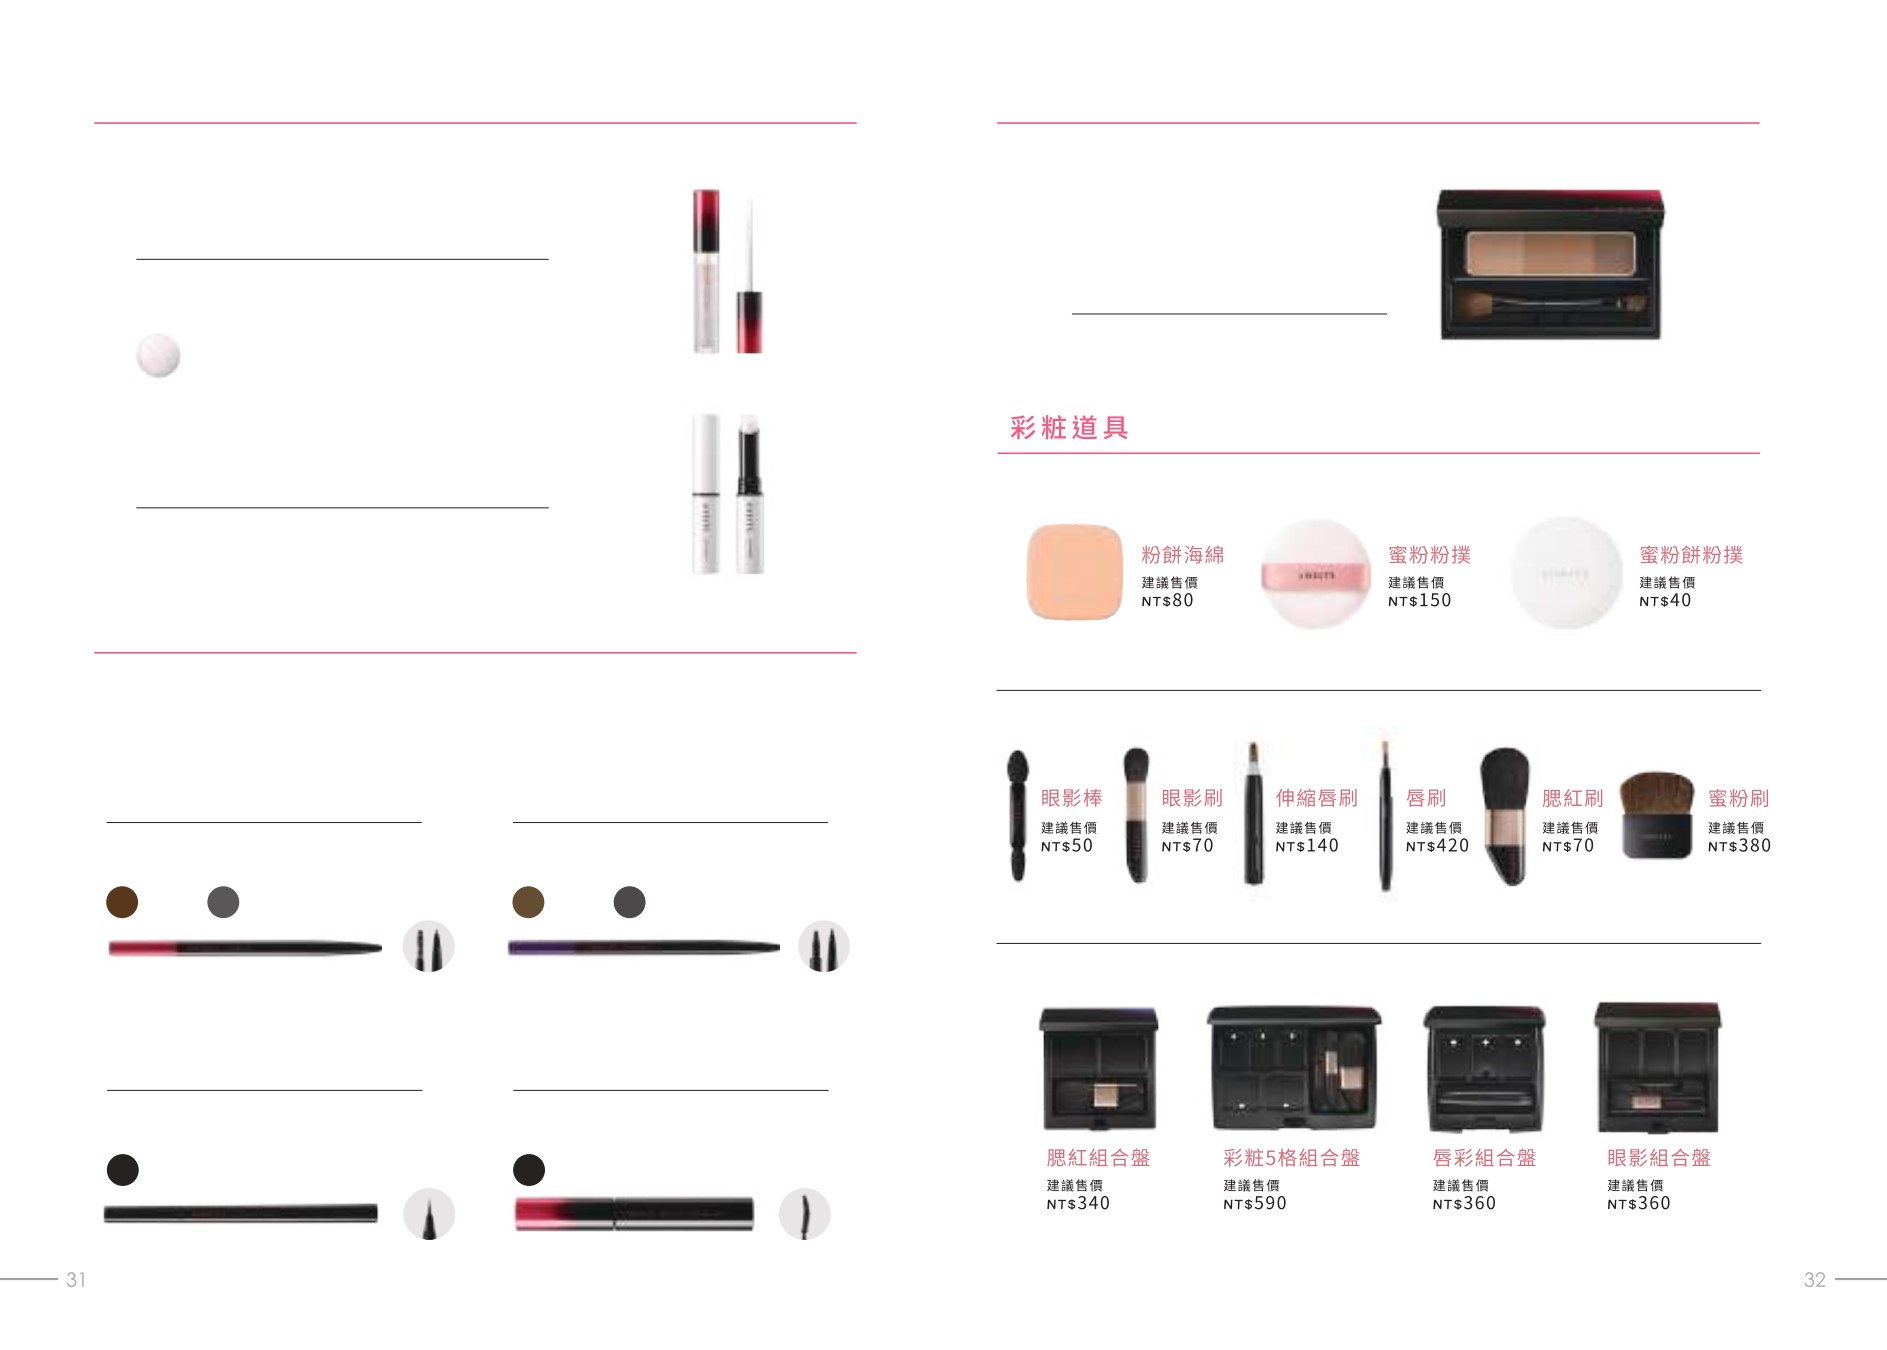 彩粧道具
粉餅海綿
建議售價
NT$80
蜜粉粉撲
建議售價
NT$150
蜜粉餅粉撲
建議售價
NT$40
眼影棒
建議售價
NT$50
眼影刷
建議售價
NT$70
伸縮唇刷
建議售價
NT$140
唇刷
建議售價
NT$420
腮紅刷
建議售價
NT$70
蜜粉刷
建議售價
NT$380
腮紅組合盤
建議售價
NT$340
彩粧5格組合盤
建議售價
NT$590
唇彩組合盤
建議售價
NT$360
眼影組合盤
建議售價
NT$360
31
32